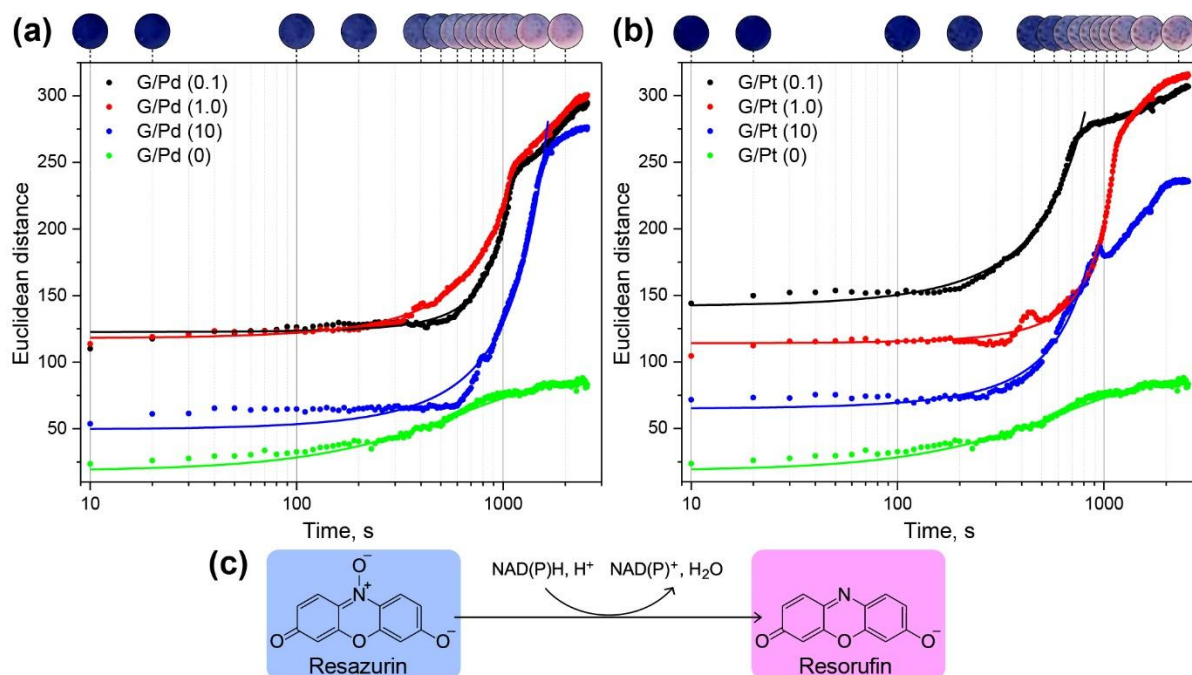 (a)
G/Pd (0.1)
G/Pd (1.0)
G/Pd (10)
G/Pd (0)
300
250
200
150
100
50
Euclidean distance
10
100
1000
Time, s
(b)
G/Pt (0.1)
G/Pt (1.0)
G/Pt (10)
G/Pt (0)
300
250
200
150
100
50
Euclidean distance
10
100
1000
Time, s
(c)
O⁻
N⁺
O
O
O⁻
Resazurin
NAD(P)H, H⁺ NAD(P)⁺, H₂O
N
O
O
O⁻
Resorufin